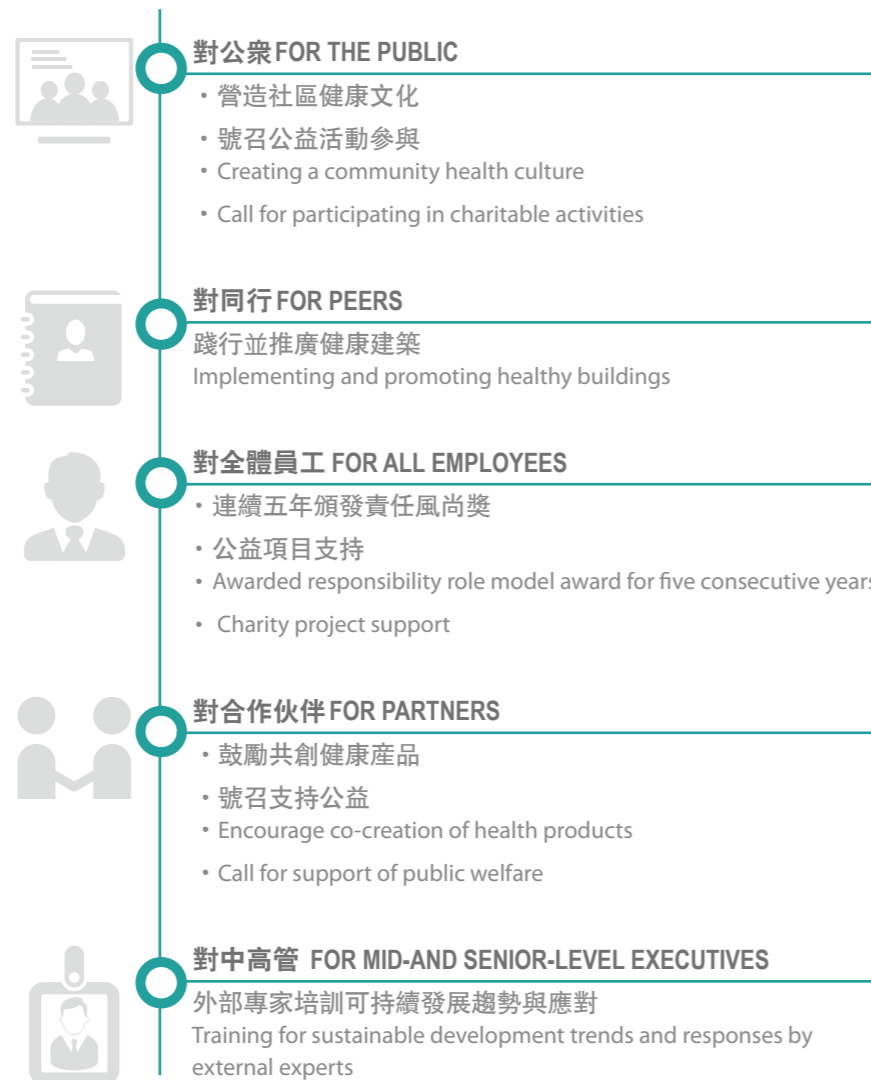 對公衆 FOR THE PUBLIC
・營造社區健康文化
・號召公益活動參與
• Creating a community health culture
• Call for participating in charitable activities
對同行 FOR PEERS
踐行並推廣健康建築
Implementing and promoting healthy buildings
對全體員工 FOR ALL EMPLOYEES
・連續五年頒發責任風尚獎
・公益項目支持
• Awarded responsibility role model award for five consecutive years
• Charity project support
對合作伙伴 FOR PARTNERS
・鼓勵共創健康産品
・號召支持公益
• Encourage co-creation of health products
• Call for support of public welfare
對中高管 FOR MID-AND SENIOR-LEVEL EXECUTIVES
外部專家培訓可持續發展趨勢與應對
Training for sustainable development trends and responses by
external experts